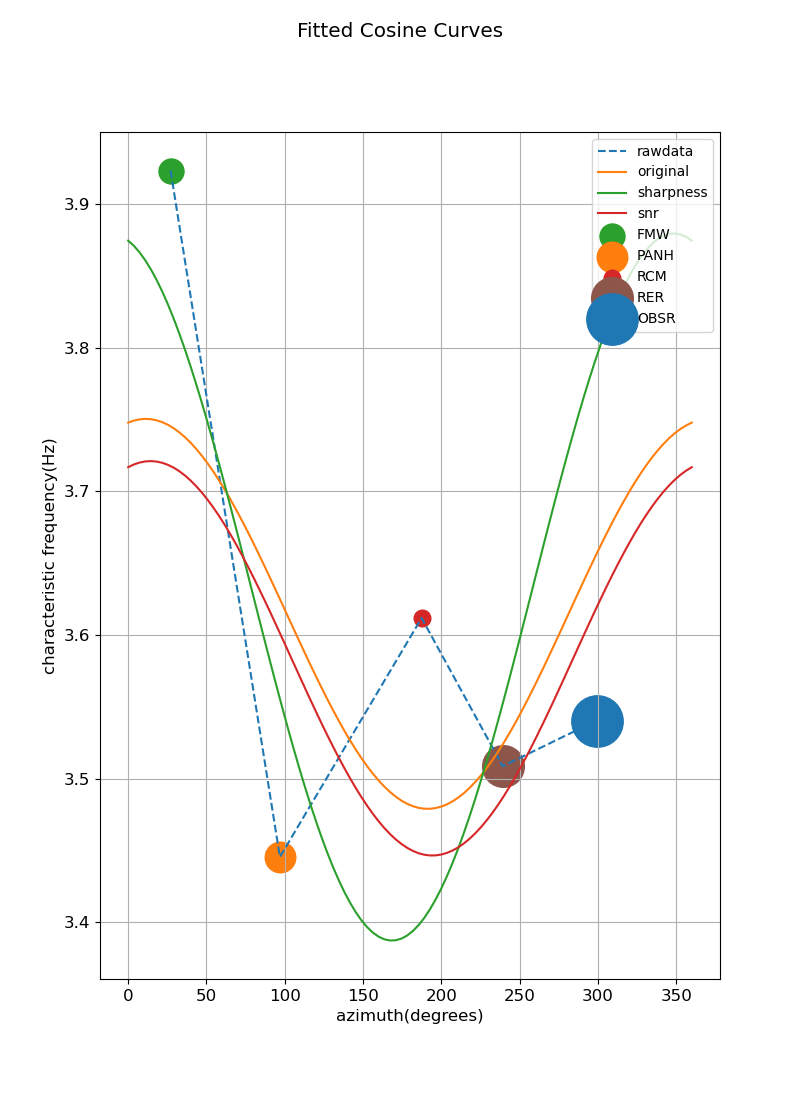 Fitted Cosine Curves
rawdata
original
sharpness
snr
FMW
PANH
RCM
RER
OBSR
3.9
3.8
3.7
3.6
3.5
3.4
characteristic frequency(Hz)
0 50 100 150 200 250 300 350
azimuth(degrees)